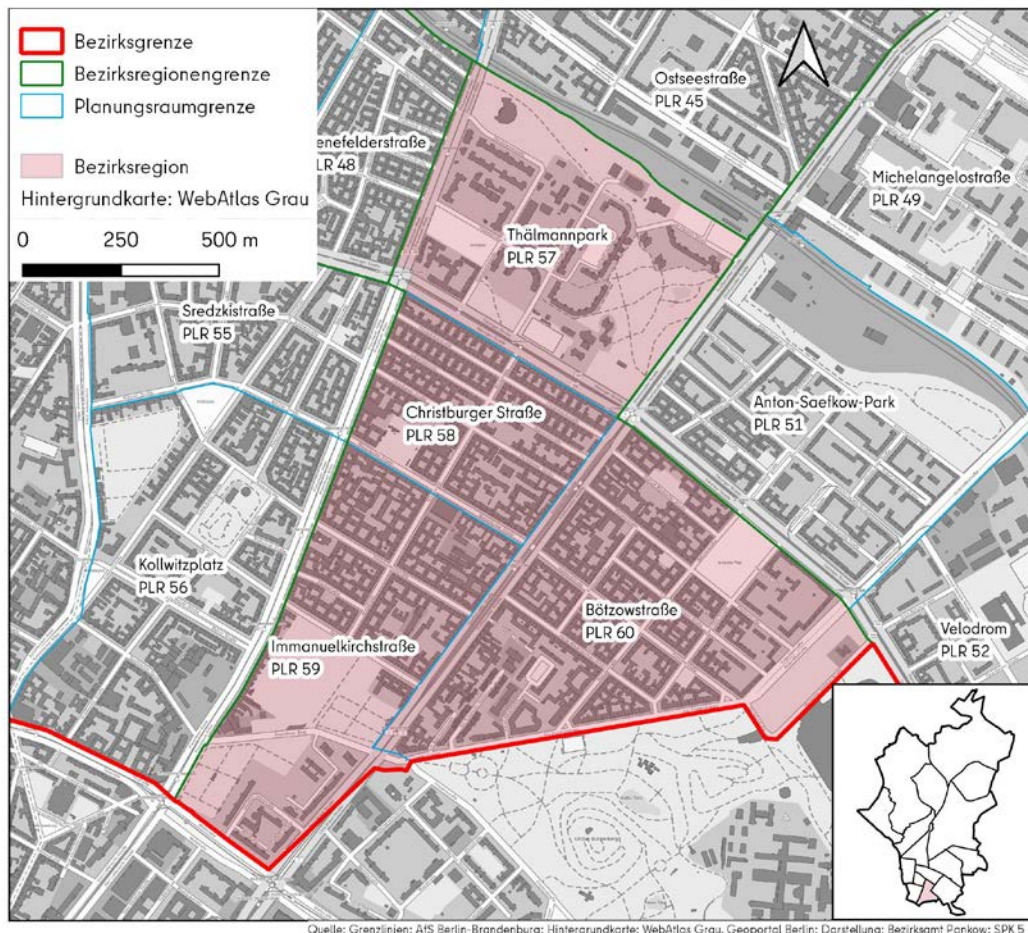 Bezirksgrenze
Bezirksregionengrenze
Planungsraumgrenze
Bezirksregion
Hintergrundkarte: WebAtlas Grau
0 250 500 m
Ostseestraße
PLR 45
enefelderstraße
PLR 48
Michelangelostraße
PLR 49
Thälmannpark
PLR 57
Sredzkistraße
PLR 55
Christburger Straße
PLR 58
Anton-Saefkow-Park
PLR 51
Kollwitzplatz
PLR 56
Bötzowstraße
PLR 60
Immanuelkirchstraße
PLR 59
Velodrom
PLR 52
Quelle: Grenzlinien: AfS Berlin-Brandenburg; Hintergrundkarte: WebAtlas Grau, Geoportal Berlin; Darstellung: Bezirksamt Pankow; SPK 5